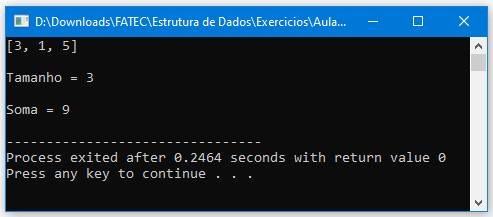 D:\Downloads\FATEC\Estrutura de Dados\Exercicios\Aula...
[3, 1, 5]
Tamanho = 3
Soma = 9
--------------------------------
Process exited after 0.2464 seconds with return value 0
Press any key to continue . . .